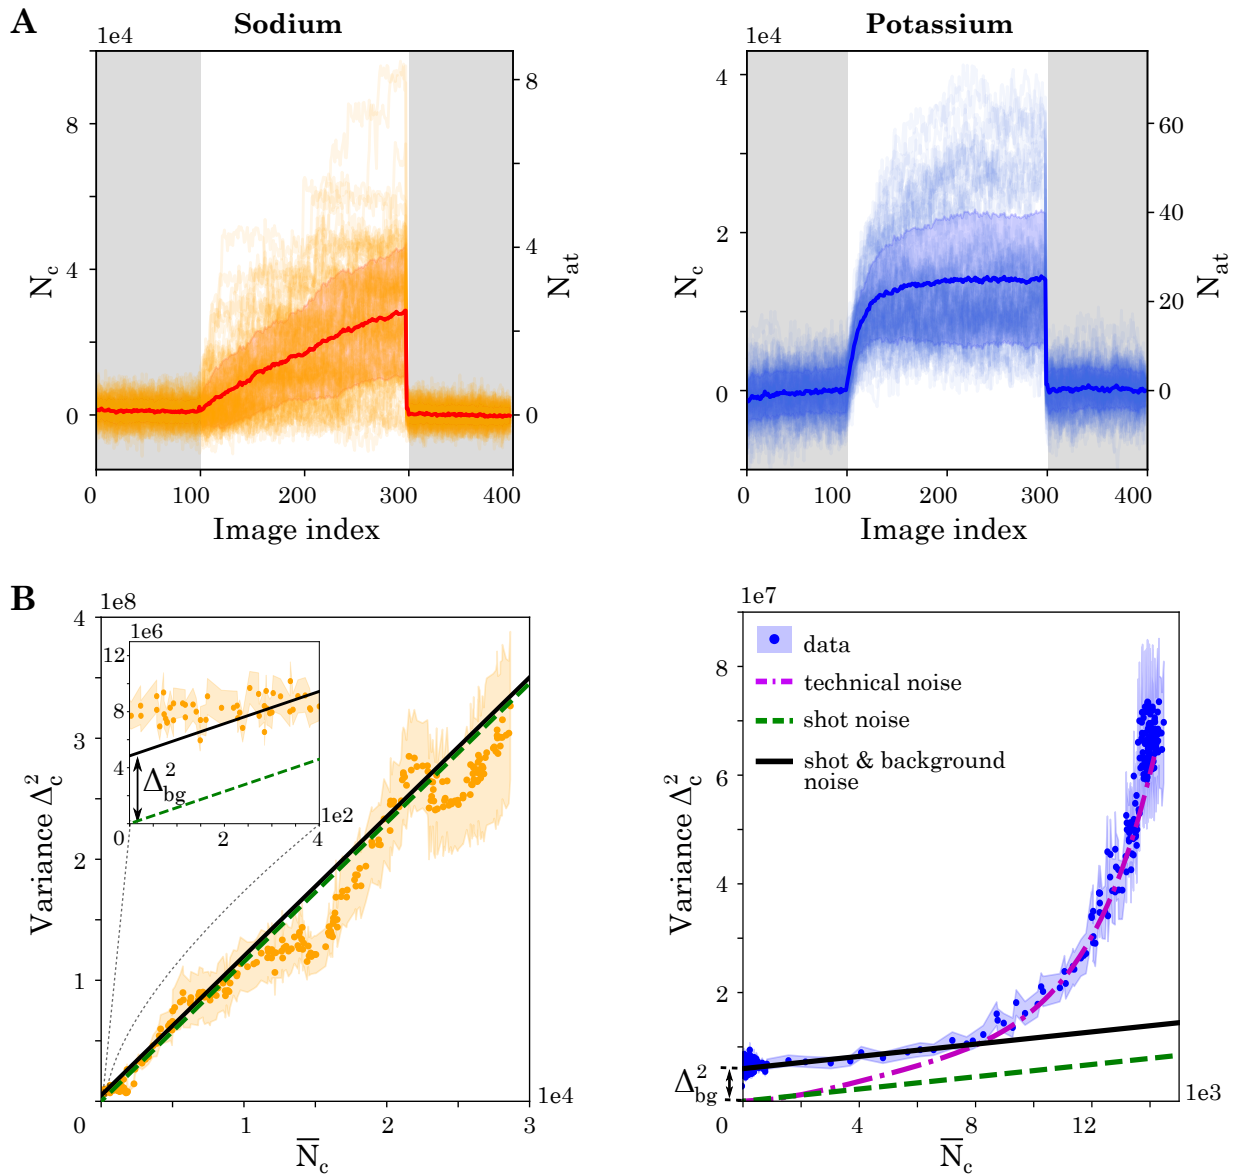 A
Sodium
Potassium
1e4
1e4
8
4
0
N_c
8
4
0
N_at
0 100 200 300 400
Image index
4
2
0
N_c
60
40
20
0
N_at
0 100 200 300 400
Image index
B
1e8
4
3
2
1
Variance Δ_c^2
1e6
12
8
4
0 2 4
1e2
Δ_bg^2
1e4
1 2 3
N̅_c
1e7
8
6
4
2
Variance Δ_c^2
data
technical noise
shot noise
shot & background
noise
Δ_bg^2
1e3
0 4 8 12
N̅_c